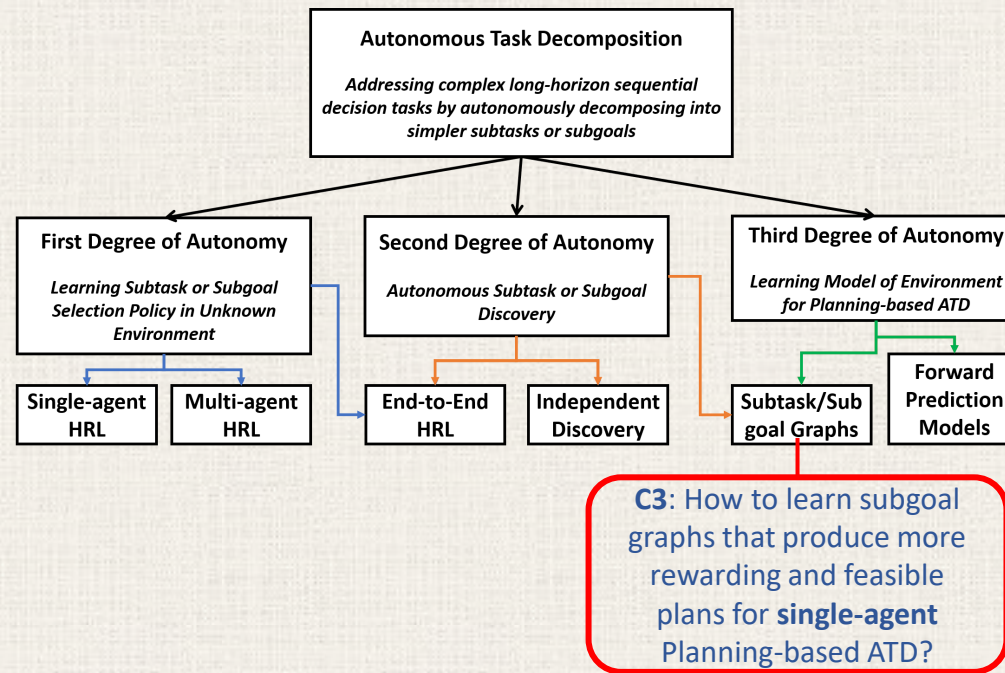 Autonomous Task Decomposition
Addressing complex long-horizon sequential
decision tasks by autonomously decomposing into
simpler subtasks or subgoals
First Degree of Autonomy
Learning Subtask or Subgoal
Selection Policy in Unknown
Environment
Second Degree of Autonomy
Autonomous Subtask or Subgoal
Discovery
Third Degree of Autonomy
Learning Model of Environment
for Planning-based ATD
Single-agent
HRL
Multi-agent
HRL
End-to-End
HRL
Independent
Discovery
Subtask/Sub
goal Graphs
Forward
Prediction
Models
C3: How to learn subgoal
graphs that produce more
rewarding and feasible
plans for single-agent
Planning-based ATD?